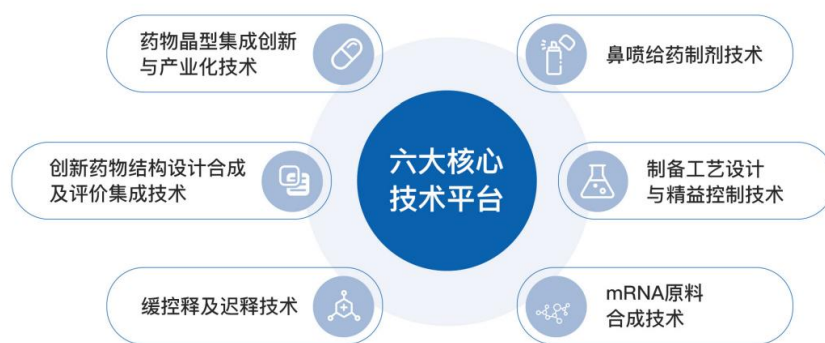 药物晶型集成创新
与产业化技术
鼻喷给药制剂技术
六大核心
技术平台
创新药物结构设计合成
及评价集成技术
制备工艺设计
与精益控制技术
缓控释及迟释技术
mRNA原料
合成技术